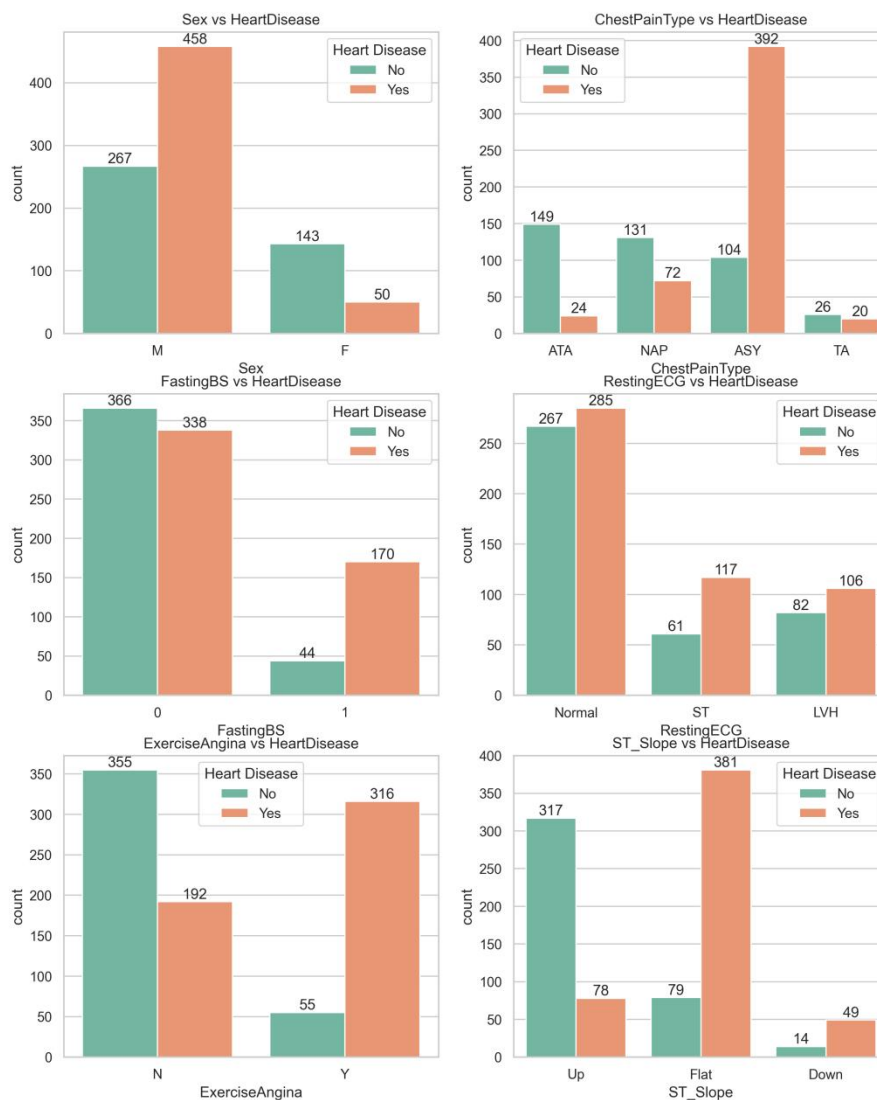 Sex vs HeartDisease
Heart Disease
No
Yes
458
267
143
50
400
300
200
100
0
count
M F
Sex
ChestPainType vs HeartDisease
Heart Disease
No
Yes
392
149
131
104
72
24
26
20
400
350
300
250
200
150
100
50
0
count
ATA NAP ASY TA
ChestPainType
FastingBS vs HeartDisease
Heart Disease
No
Yes
366
338
170
44
350
300
250
200
150
100
50
0
count
0 1
FastingBS
RestingECG vs HeartDisease
Heart Disease
No
Yes
267
285
117
106
61
82
250
200
150
100
50
0
count
Normal ST LVH
RestingECG
ExerciseAngina vs HeartDisease
Heart Disease
No
Yes
355
316
192
55
350
300
250
200
150
100
50
0
count
N Y
ExerciseAngina
ST_Slope vs HeartDisease
Heart Disease
No
Yes
381
317
78
79
49
14
400
350
300
250
200
150
100
50
0
count
Up Flat Down
ST_Slope